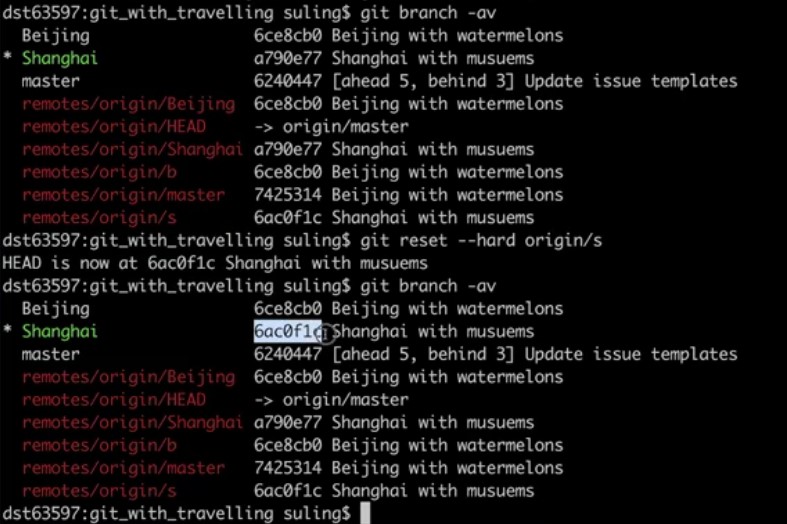 dst63597:git_with_travelling suling$ git branch -av
Beijing 6ce8cb0 Beijing with watermelons
* Shanghai a790e77 Shanghai with musuems
master 6240447 [ahead 5, behind 3] Update issue templates
remotes/origin/Beijing 6ce8cb0 Beijing with watermelons
remotes/origin/HEAD -> origin/master
remotes/origin/Shanghai a790e77 Shanghai with musuems
remotes/origin/b 6ce8cb0 Beijing with watermelons
remotes/origin/master 7425314 Beijing with watermelons
remotes/origin/s 6ac0f1c Shanghai with musuems
dst63597:git_with_travelling suling$ git reset --hard origin/s
HEAD is now at 6ac0f1c Shanghai with musuems
dst63597:git_with_travelling suling$ git branch -av
Beijing 6ce8cb0 Beijing with watermelons
* Shanghai 6ac0f1c Shanghai with musuems
master 6240447 [ahead 5, behind 3] Update issue templates
remotes/origin/Beijing 6ce8cb0 Beijing with watermelons
remotes/origin/HEAD -> origin/master
remotes/origin/Shanghai a790e77 Shanghai with musuems
remotes/origin/b 6ce8cb0 Beijing with watermelons
remotes/origin/master 7425314 Beijing with watermelons
remotes/origin/s 6ac0f1c Shanghai with musuems
dst63597:git_with_travelling suling$